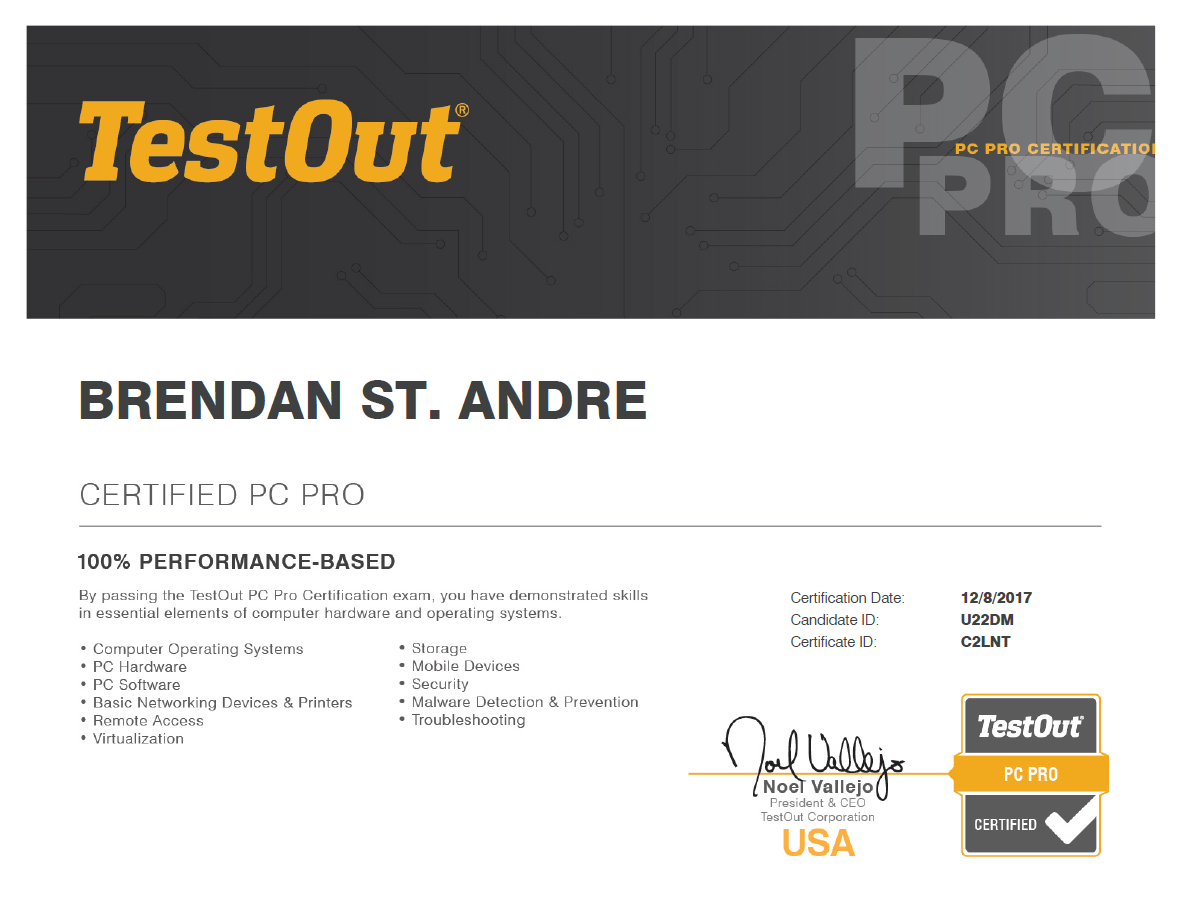 TestOut®
PC
PRO
PC PRO CERTIFICATIO
BRENDAN ST. ANDRE
CERTIFIED PC PRO
100% PERFORMANCE-BASED
By passing the TestOut PC Pro Certification exam, you have demonstrated skills
in essential elements of computer hardware and operating systems.
• Computer Operating Systems
• PC Hardware
• PC Software
• Basic Networking Devices & Printers
• Remote Access
• Virtualization
• Storage
• Mobile Devices
• Security
• Malware Detection & Prevention
• Troubleshooting
Certification Date: 12/8/2017
Candidate ID: U22DM
Certificate ID: C2LNT
Noel Vallejo
Noel Vallejo
President & CEO
TestOut Corporation
USA
TestOut®
PC PRO
CERTIFIED